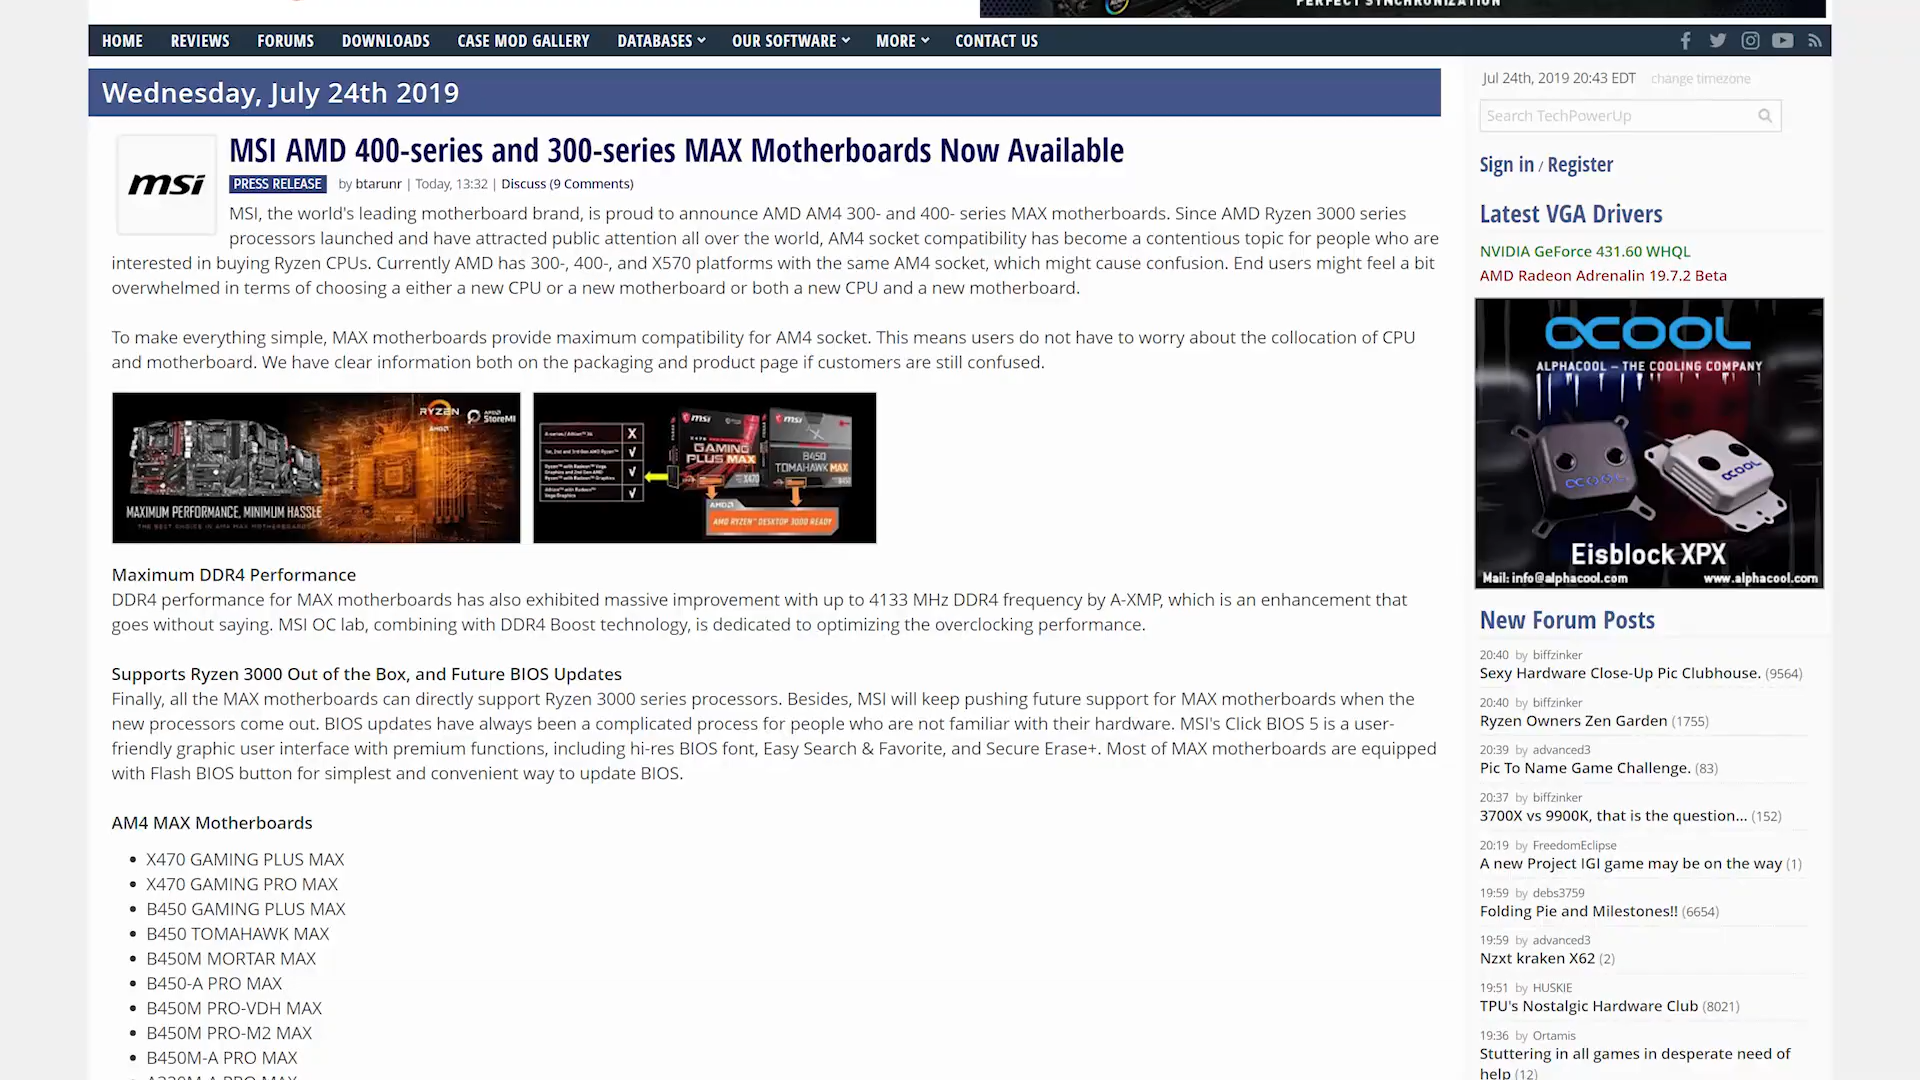 PERFECT SYNCHRONIZATION
HOME REVIEWS FORUMS DOWNLOADS CASE MOD GALLERY DATABASES OUR SOFTWARE MORE CONTACT US
Wednesday, July 24th 2019
msi
MSI AMD 400-series and 300-series MAX Motherboards Now Available
PRESS RELEASE by btarunr | Today, 13:32 | Discuss (9 Comments)
MSI, the world's leading motherboard brand, is proud to announce AMD AM4 300- and 400- series MAX motherboards. Since AMD Ryzen 3000 series
processors launched and have attracted public attention all over the world, AM4 socket compatibility has become a contentious topic for people who are
interested in buying Ryzen CPUs. Currently AMD has 300-, 400-, and X570 platforms with the same AM4 socket, which might cause confusion. End users might feel a bit
overwhelmed in terms of choosing a either a new CPU or a new motherboard or both a new CPU and a new motherboard.
To make everything simple, MAX motherboards provide maximum compatibility for AM4 socket. This means users do not have to worry about the collocation of CPU
and motherboard. We have clear information both on the packaging and product page if customers are still confused.
RYZEN
AMD
StoreMI
MAXIMUM PERFORMANCE, MINIMUM HASSLE
msi
GAMING
PLUS MAX
X470
msi
B450
TOMAHAWK MAX
AMD
AMD RYZEN™ DESKTOP 3000 READY
Maximum DDR4 Performance
DDR4 performance for MAX motherboards has also exhibited massive improvement with up to 4133 MHz DDR4 frequency by A-XMP, which is an enhancement that
goes without saying. MSI OC lab, combining with DDR4 Boost technology, is dedicated to optimizing the overclocking performance.
Supports Ryzen 3000 Out of the Box, and Future BIOS Updates
Finally, all the MAX motherboards can directly support Ryzen 3000 series processors. Besides, MSI will keep pushing future support for MAX motherboards when the
new processors come out. BIOS updates have always been a complicated process for people who are not familiar with their hardware. MSI's Click BIOS 5 is a user-
friendly graphic user interface with premium functions, including hi-res BIOS font, Easy Search & Favorite, and Secure Erase+. Most of MAX motherboards are equipped
with Flash BIOS button for simplest and convenient way to update BIOS.
AM4 MAX Motherboards
X470 GAMING PLUS MAX
X470 GAMING PRO MAX
B450 GAMING PLUS MAX
B450 TOMAHAWK MAX
B450M MORTAR MAX
B450-A PRO MAX
B450M PRO-VDH MAX
B450M PRO-M2 MAX
B450M-A PRO MAX
Jul 24th, 2019 20:43 EDT change timezone
Search TechPowerUp
Sign in / Register
Latest VGA Drivers
NVIDIA GeForce 431.60 WHQL
AMD Radeon Adrenalin 19.7.2 Beta
ALPHACOOL – THE COOLING COMPANY
Eisblock XPX
Mail: info@alphacool.com www.alphacool.com
New Forum Posts
20:40 by biffzinker
Sexy Hardware Close-Up Pic Clubhouse. (9564)
20:40 by biffzinker
Ryzen Owners Zen Garden (1755)
20:39 by advanced3
Pic To Name Game Challenge. (83)
20:37 by biffzinker
3700X vs 9900K, that is the question... (152)
20:19 by FreedomEclipse
A new Project IGI game may be on the way (1)
19:59 by debs3759
Folding Pie and Milestones!! (6654)
19:59 by advanced3
Nzxt kraken X62 (2)
19:51 by HUSKIE
TPU's Nostalgic Hardware Club (8021)
19:36 by Ortamis
Stuttering in all games in desperate need of
help (12)